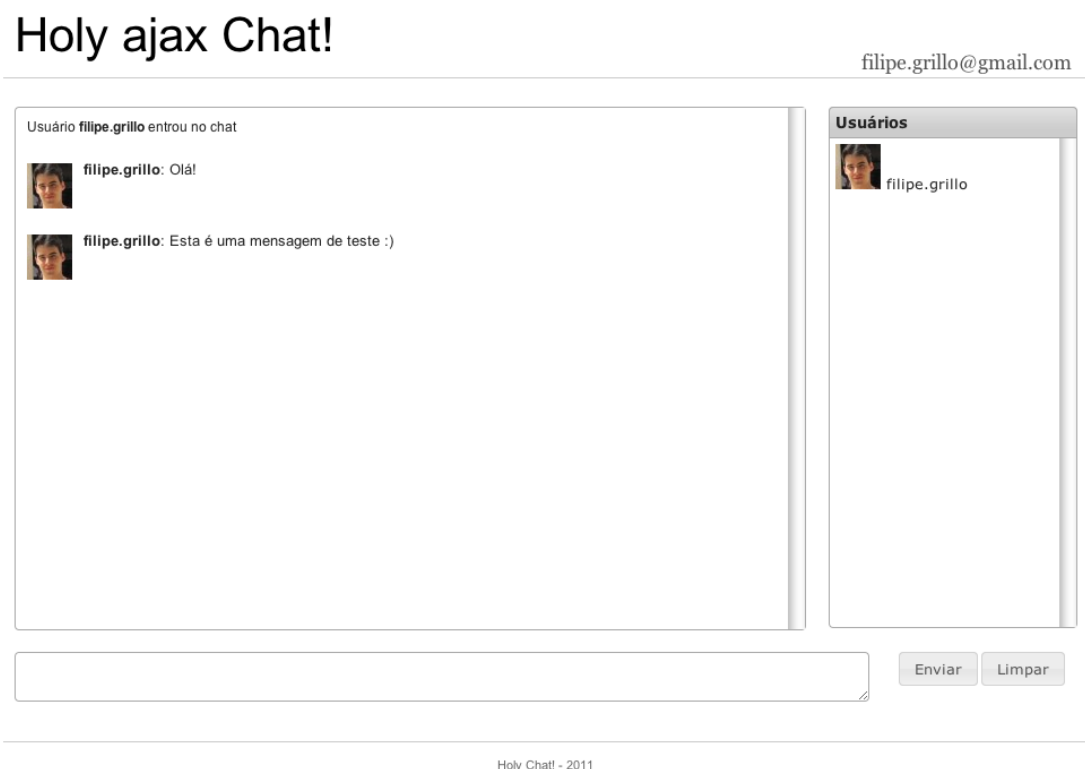 Holy ajax Chat!
filipe.grillo@gmail.com
Usuário filipe.grillo entrou no chat
filipe.grillo: Olá!
filipe.grillo: Esta é uma mensagem de teste :)
Usuários
filipe.grillo
Enviar
Limpar
Holy Chat! - 2011